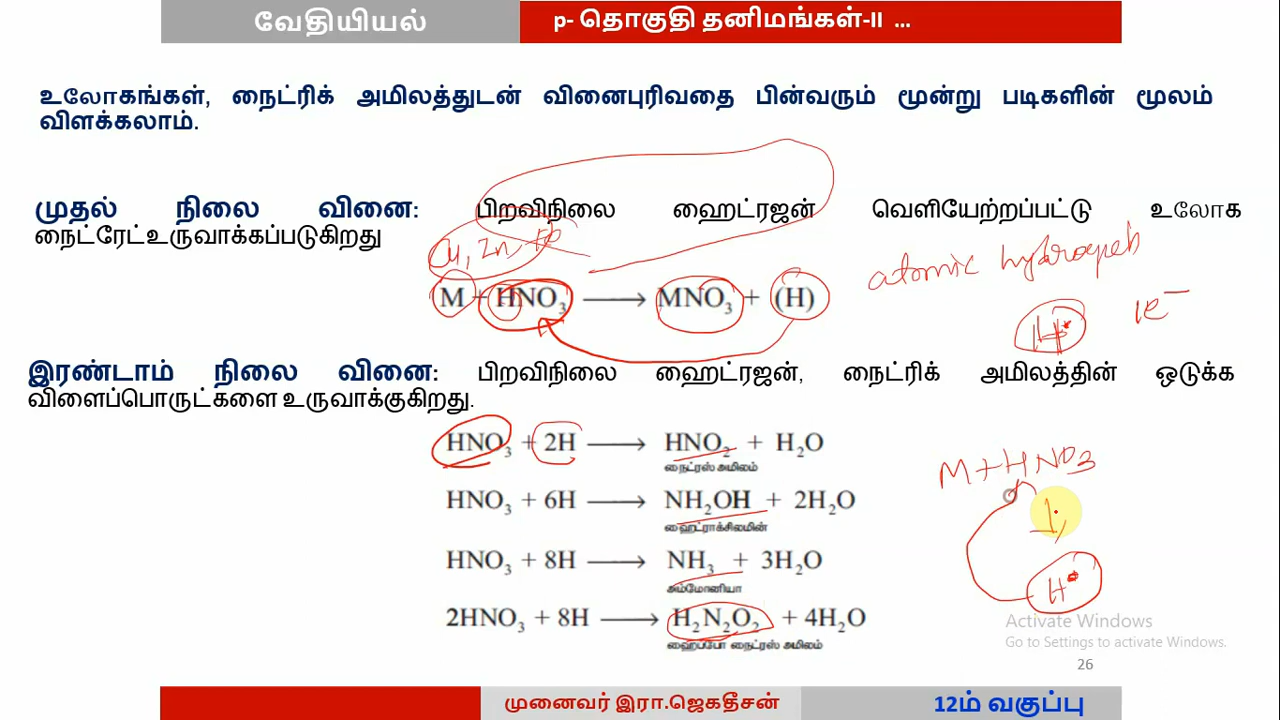 வேதியியல்
p- தொகுதி தனிமங்கள்-II ...
உலோகங்கள், நைட்ரிக் அமிலத்துடன் வினைபுரிவதை பின்வரும் மூன்று படிகளின் மூலம்
விளக்கலாம்.
முதல் நிலை வினை: பிறவிநிலை ஹைட்ரஜன் வெளியேற்றப்பட்டு உலோக
நைட்ரேட்உருவாக்கப்படுகிறது
Cu, Zn, Fe
atomic hydrogen
M + HNO₃ ⟶ MNO₃ + (H)
H• 1e⁻
இரண்டாம் நிலை வினை: பிறவிநிலை ஹைட்ரஜன், நைட்ரிக் அமிலத்தின் ஒடுக்க
விளைப்பொருட்களை உருவாக்குகிறது.
HNO₃ + 2H ⟶ HNO₂ + H₂O
நைட்ரஸ் அமிலம்
M + HNO₃
HNO₃ + 6H ⟶ NH₂OH + 2H₂O
ஹைட்ராக்சிலமின்
HNO₃ + 8H ⟶ NH₃ + 3H₂O
அம்மோனியா
H•
2HNO₃ + 8H ⟶ H₂N₂O₂ + 4H₂O
ஹைப்போ நைட்ரஸ் அமிலம்
Activate Windows
Go to Settings to activate Windows.
26
முனைவர் இரா.ஜெகதீசன்
12ம் வகுப்பு